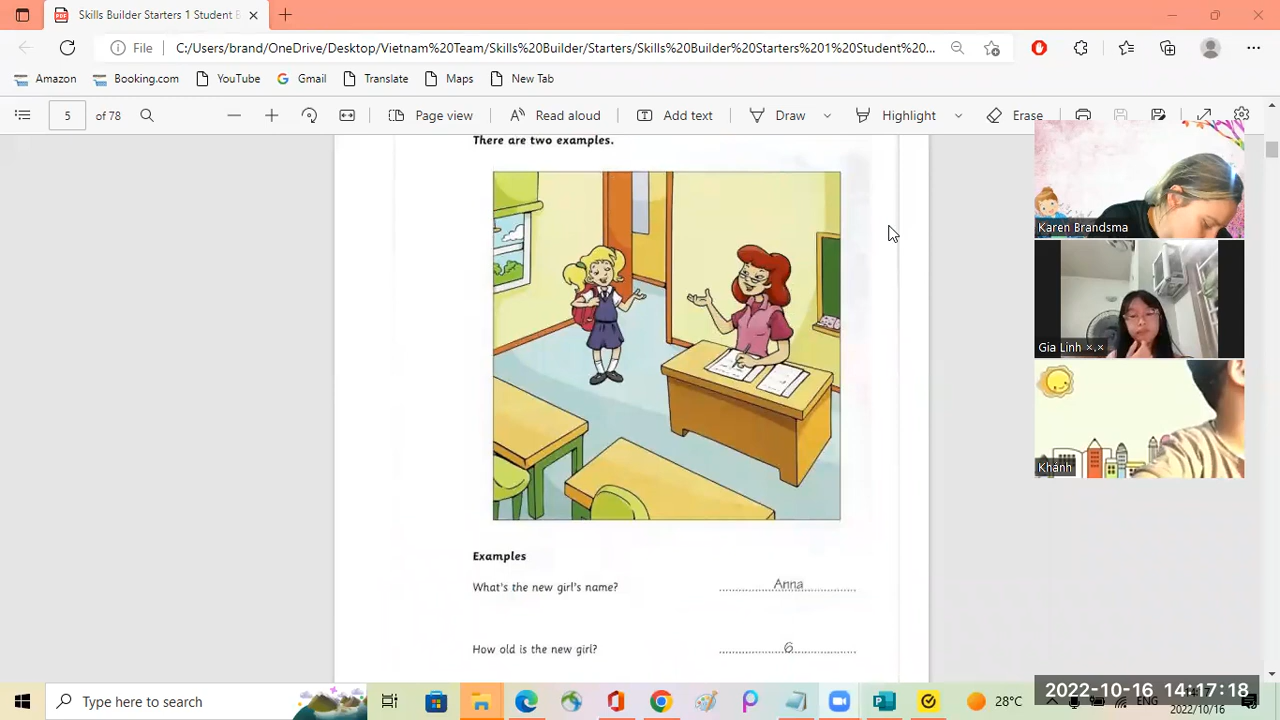 Skills Builder Starters 1 Student E
File
C:/Users/brand/OneDrive/Desktop/Vietnam%20Team/Skills%20Builder/Starters/Skills%20Builder%20Starters%201%20Student%20...
Amazon
Booking.com
YouTube
Gmail
Translate
Maps
New Tab
5 of 78
Page view
Read aloud
Add text
Draw
Highlight
Erase
There are two examples.
Karen Brandsma
Gia Linh ×.×
Khánh
Examples
What's the new girl's name? Anna
How old is the new girl? 6
Type here to search
28°C
ENG
2022-10-16 14:17:18
2022/10/16